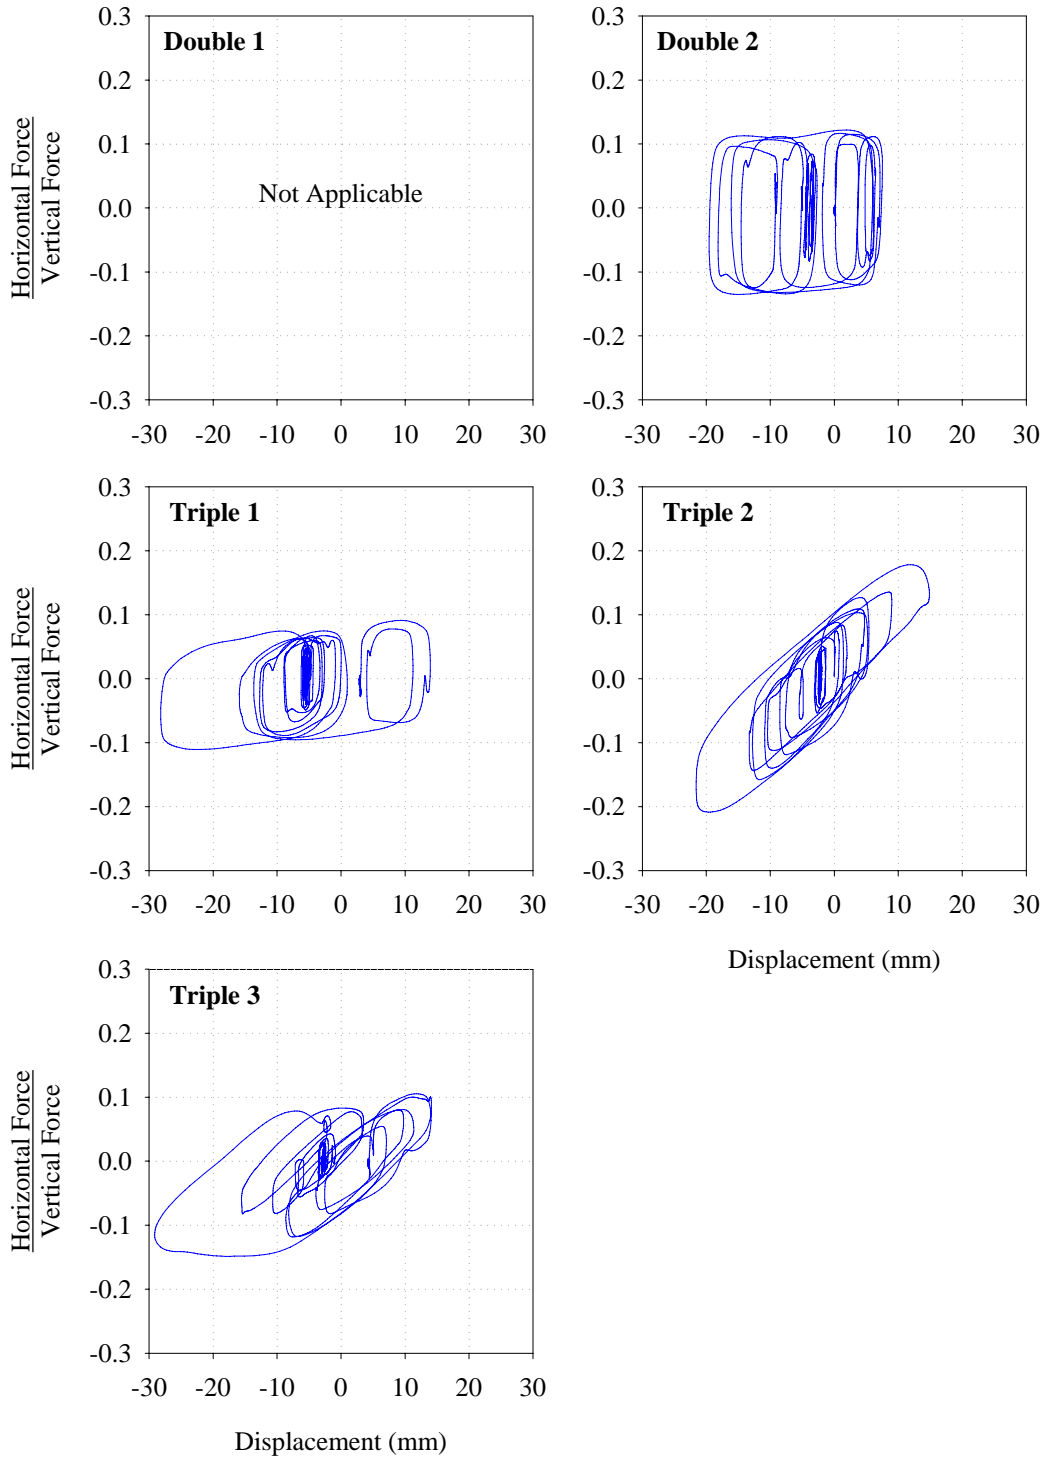 Double 1
Horizontal Force
Vertical Force
0.3
0.2
0.1
0.0
-0.1
-0.2
-0.3
Not Applicable
-30 -20 -10 0 10 20 30
Double 2
0.3
0.2
0.1
0.0
-0.1
-0.2
-0.3
-30 -20 -10 0 10 20 30
Triple 1
Horizontal Force
Vertical Force
0.3
0.2
0.1
0.0
-0.1
-0.2
-0.3
-30 -20 -10 0 10 20 30
Triple 2
0.3
0.2
0.1
0.0
-0.1
-0.2
-0.3
-30 -20 -10 0 10 20 30
Displacement (mm)
Triple 3
Horizontal Force
Vertical Force
0.3
0.2
0.1
0.0
-0.1
-0.2
-0.3
-30 -20 -10 0 10 20 30
Displacement (mm)